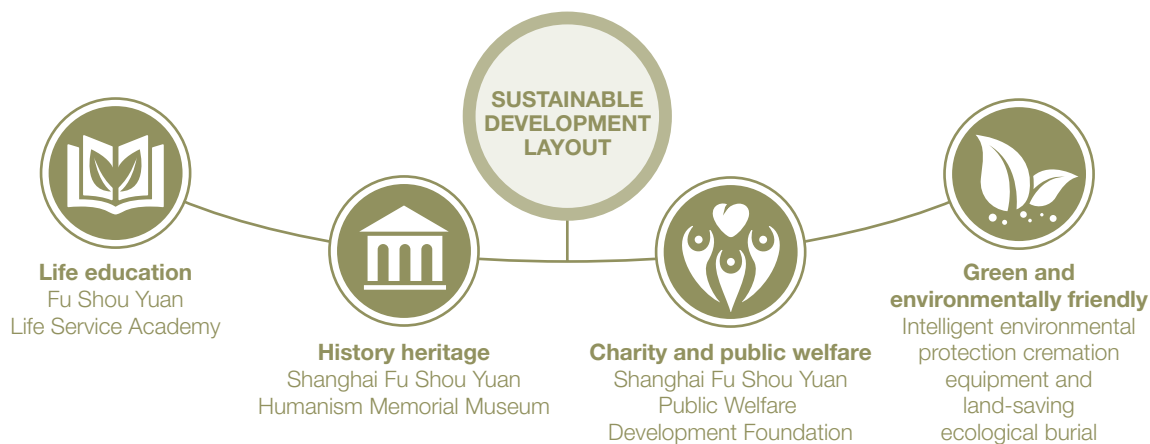 SUSTAINABLE
DEVELOPMENT
LAYOUT
Life education
Fu Shou Yuan
Life Service Academy
History heritage
Shanghai Fu Shou Yuan
Humanism Memorial Museum
Charity and public welfare
Shanghai Fu Shou Yuan
Public Welfare
Development Foundation
Green and
environmentally friendly
Intelligent environmental
protection cremation
equipment and
land-saving
ecological burial